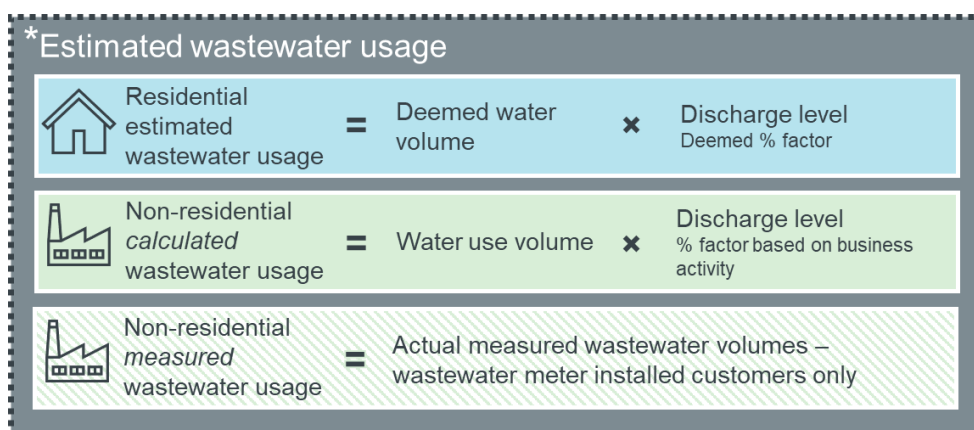 *Estimated wastewater usage
Residential
estimated
wastewater usage
=
Deemed water
volume
×
Discharge level
Deemed % factor
Non-residential
calculated
wastewater usage
=
Water use volume
×
Discharge level
% factor based on business
activity
Non-residential
measured
wastewater usage
=
Actual measured wastewater volumes –
wastewater meter installed customers only